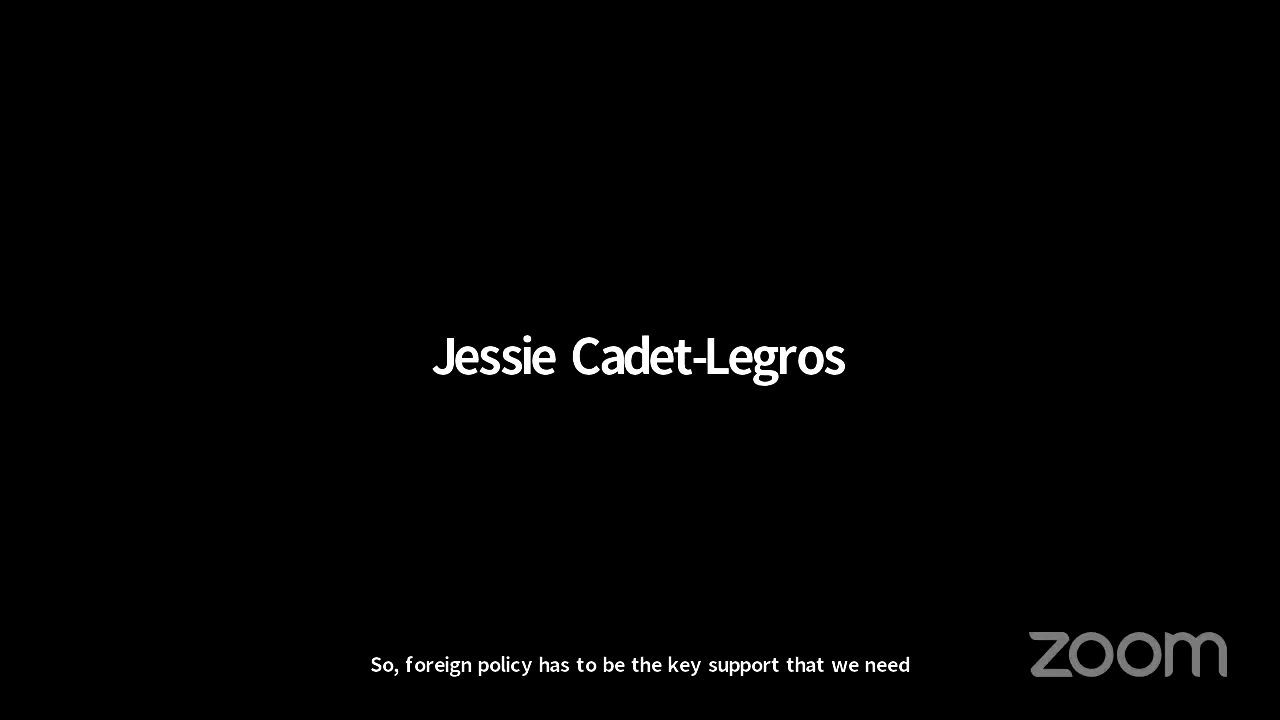 Jessie Cadet-Legros
So, foreign policy has to be the key support that we need
zoom